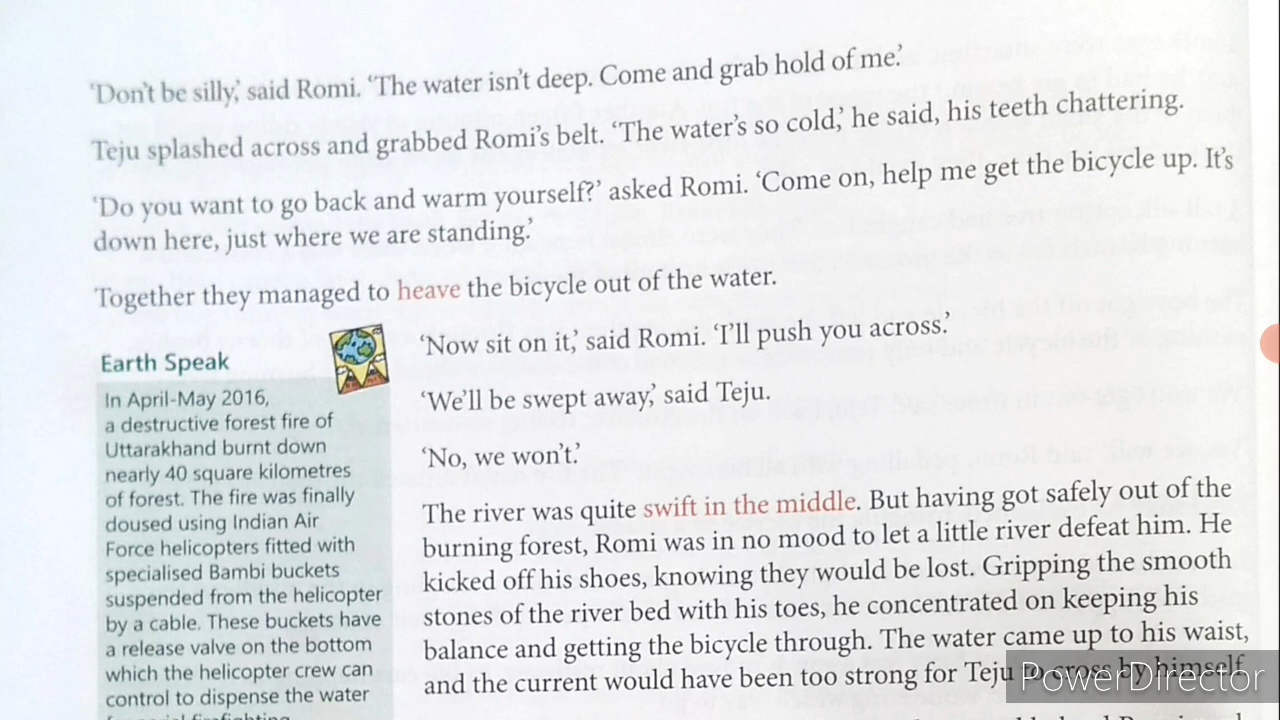 'Don't be silly,' said Romi. 'The water isn't deep. Come and grab hold of me.'
Teju splashed across and grabbed Romi's belt. 'The water's so cold,' he said, his teeth chattering.
'Do you want to go back and warm yourself?' asked Romi. 'Come on, help me get the bicycle up. It's
down here, just where we are standing.'
Together they managed to heave the bicycle out of the water.
Earth Speak
In April-May 2016,
a destructive forest fire of
Uttarakhand burnt down
nearly 40 square kilometres
of forest. The fire was finally
doused using Indian Air
Force helicopters fitted with
specialised Bambi buckets
suspended from the helicopter
by a cable. These buckets have
a release valve on the bottom
which the helicopter crew can
control to dispense the water
'Now sit on it,' said Romi. 'I'll push you across.'
'We'll be swept away,' said Teju.
'No, we won't.'
The river was quite swift in the middle. But having got safely out of the
burning forest, Romi was in no mood to let a little river defeat him. He
kicked off his shoes, knowing they would be lost. Gripping the smooth
stones of the river bed with his toes, he concentrated on keeping his
balance and getting the bicycle through. The water came up to his waist,
and the current would have been too strong for Teju to cross by himself.
PowerDirector